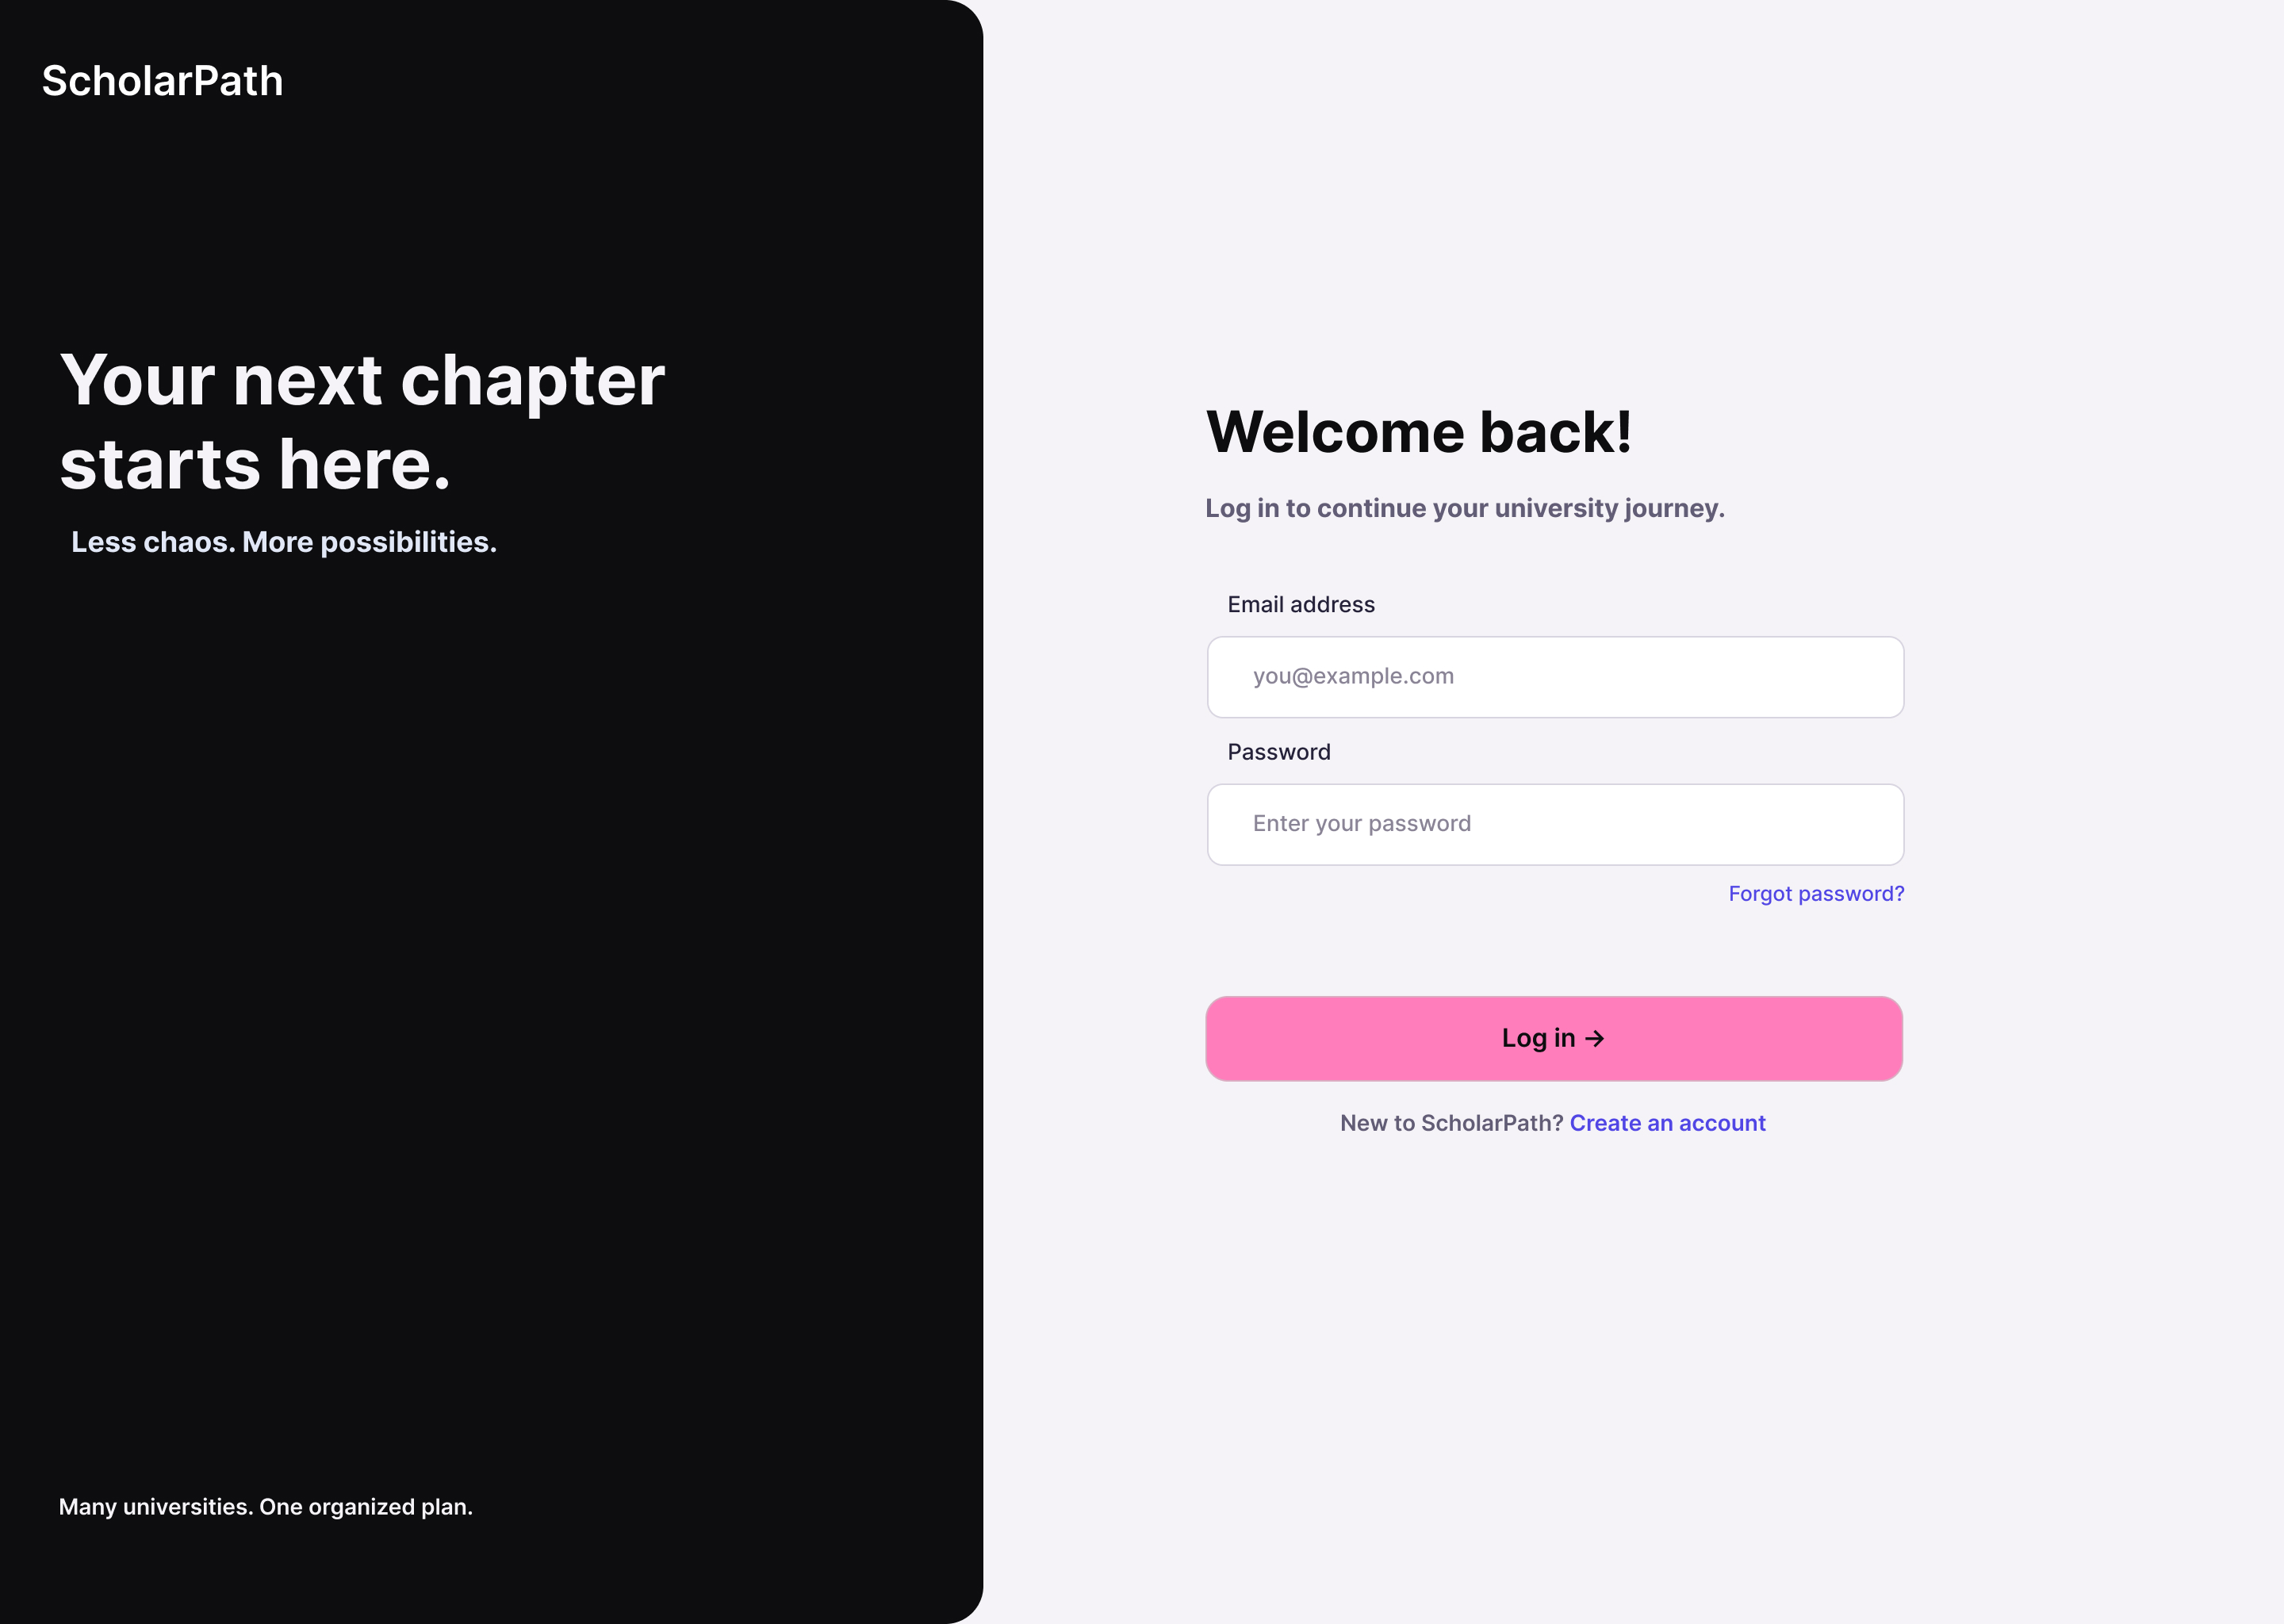 ScholarPath
Your next chapter
starts here.
Less chaos. More possibilities.
Many universities. One organized plan.
Welcome back!
Log in to continue your university journey.
Email address
you@example.com
Password
Enter your password
Forgot password?
Log in →
New to ScholarPath? Create an account